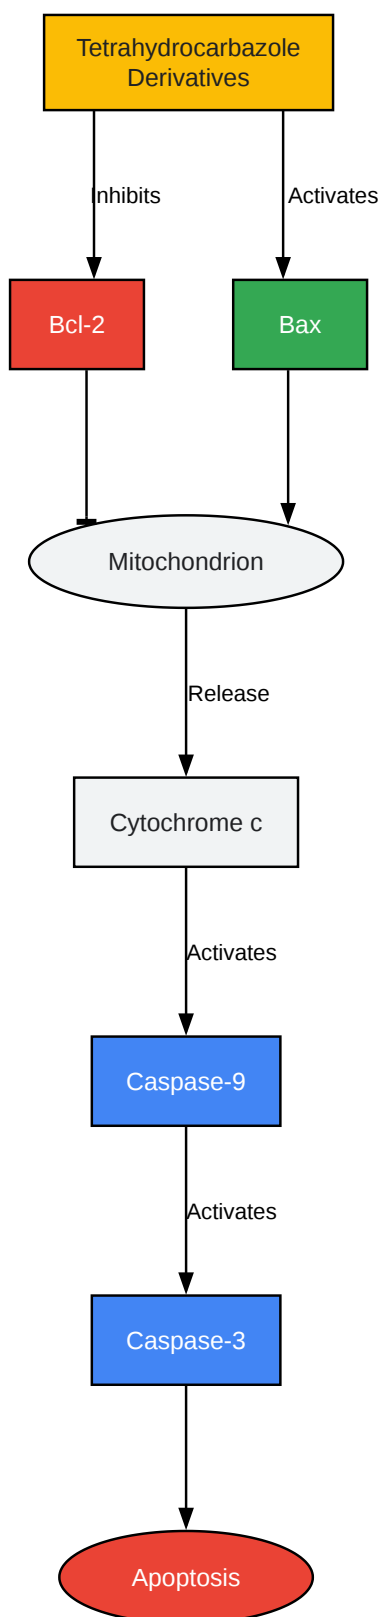 Tetrahydrocarbazole
Derivatives
Inhibits
Activates
Bcl-2
Bax
Mitochondrion
Release
Cytochrome c
Activates
Caspase-9
Activates
Caspase-3
Apoptosis